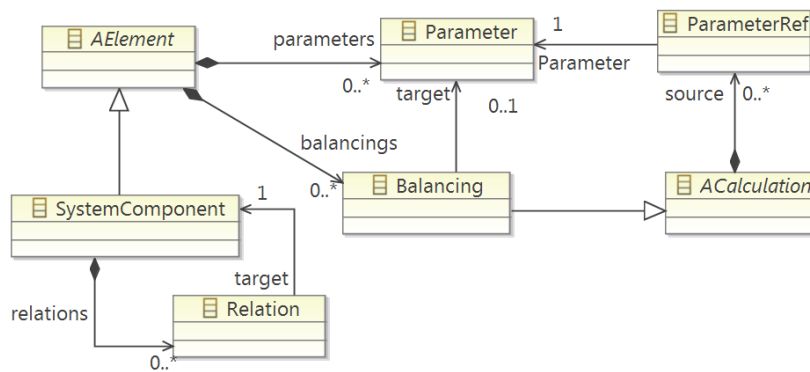 AElement
Parameter
ParameterRef
parameters
0..*
1
Parameter
target
0..1
source
0..*
balancings
0..*
SystemComponent
Balancing
ACalculation
1
target
relations
Relation
0..*